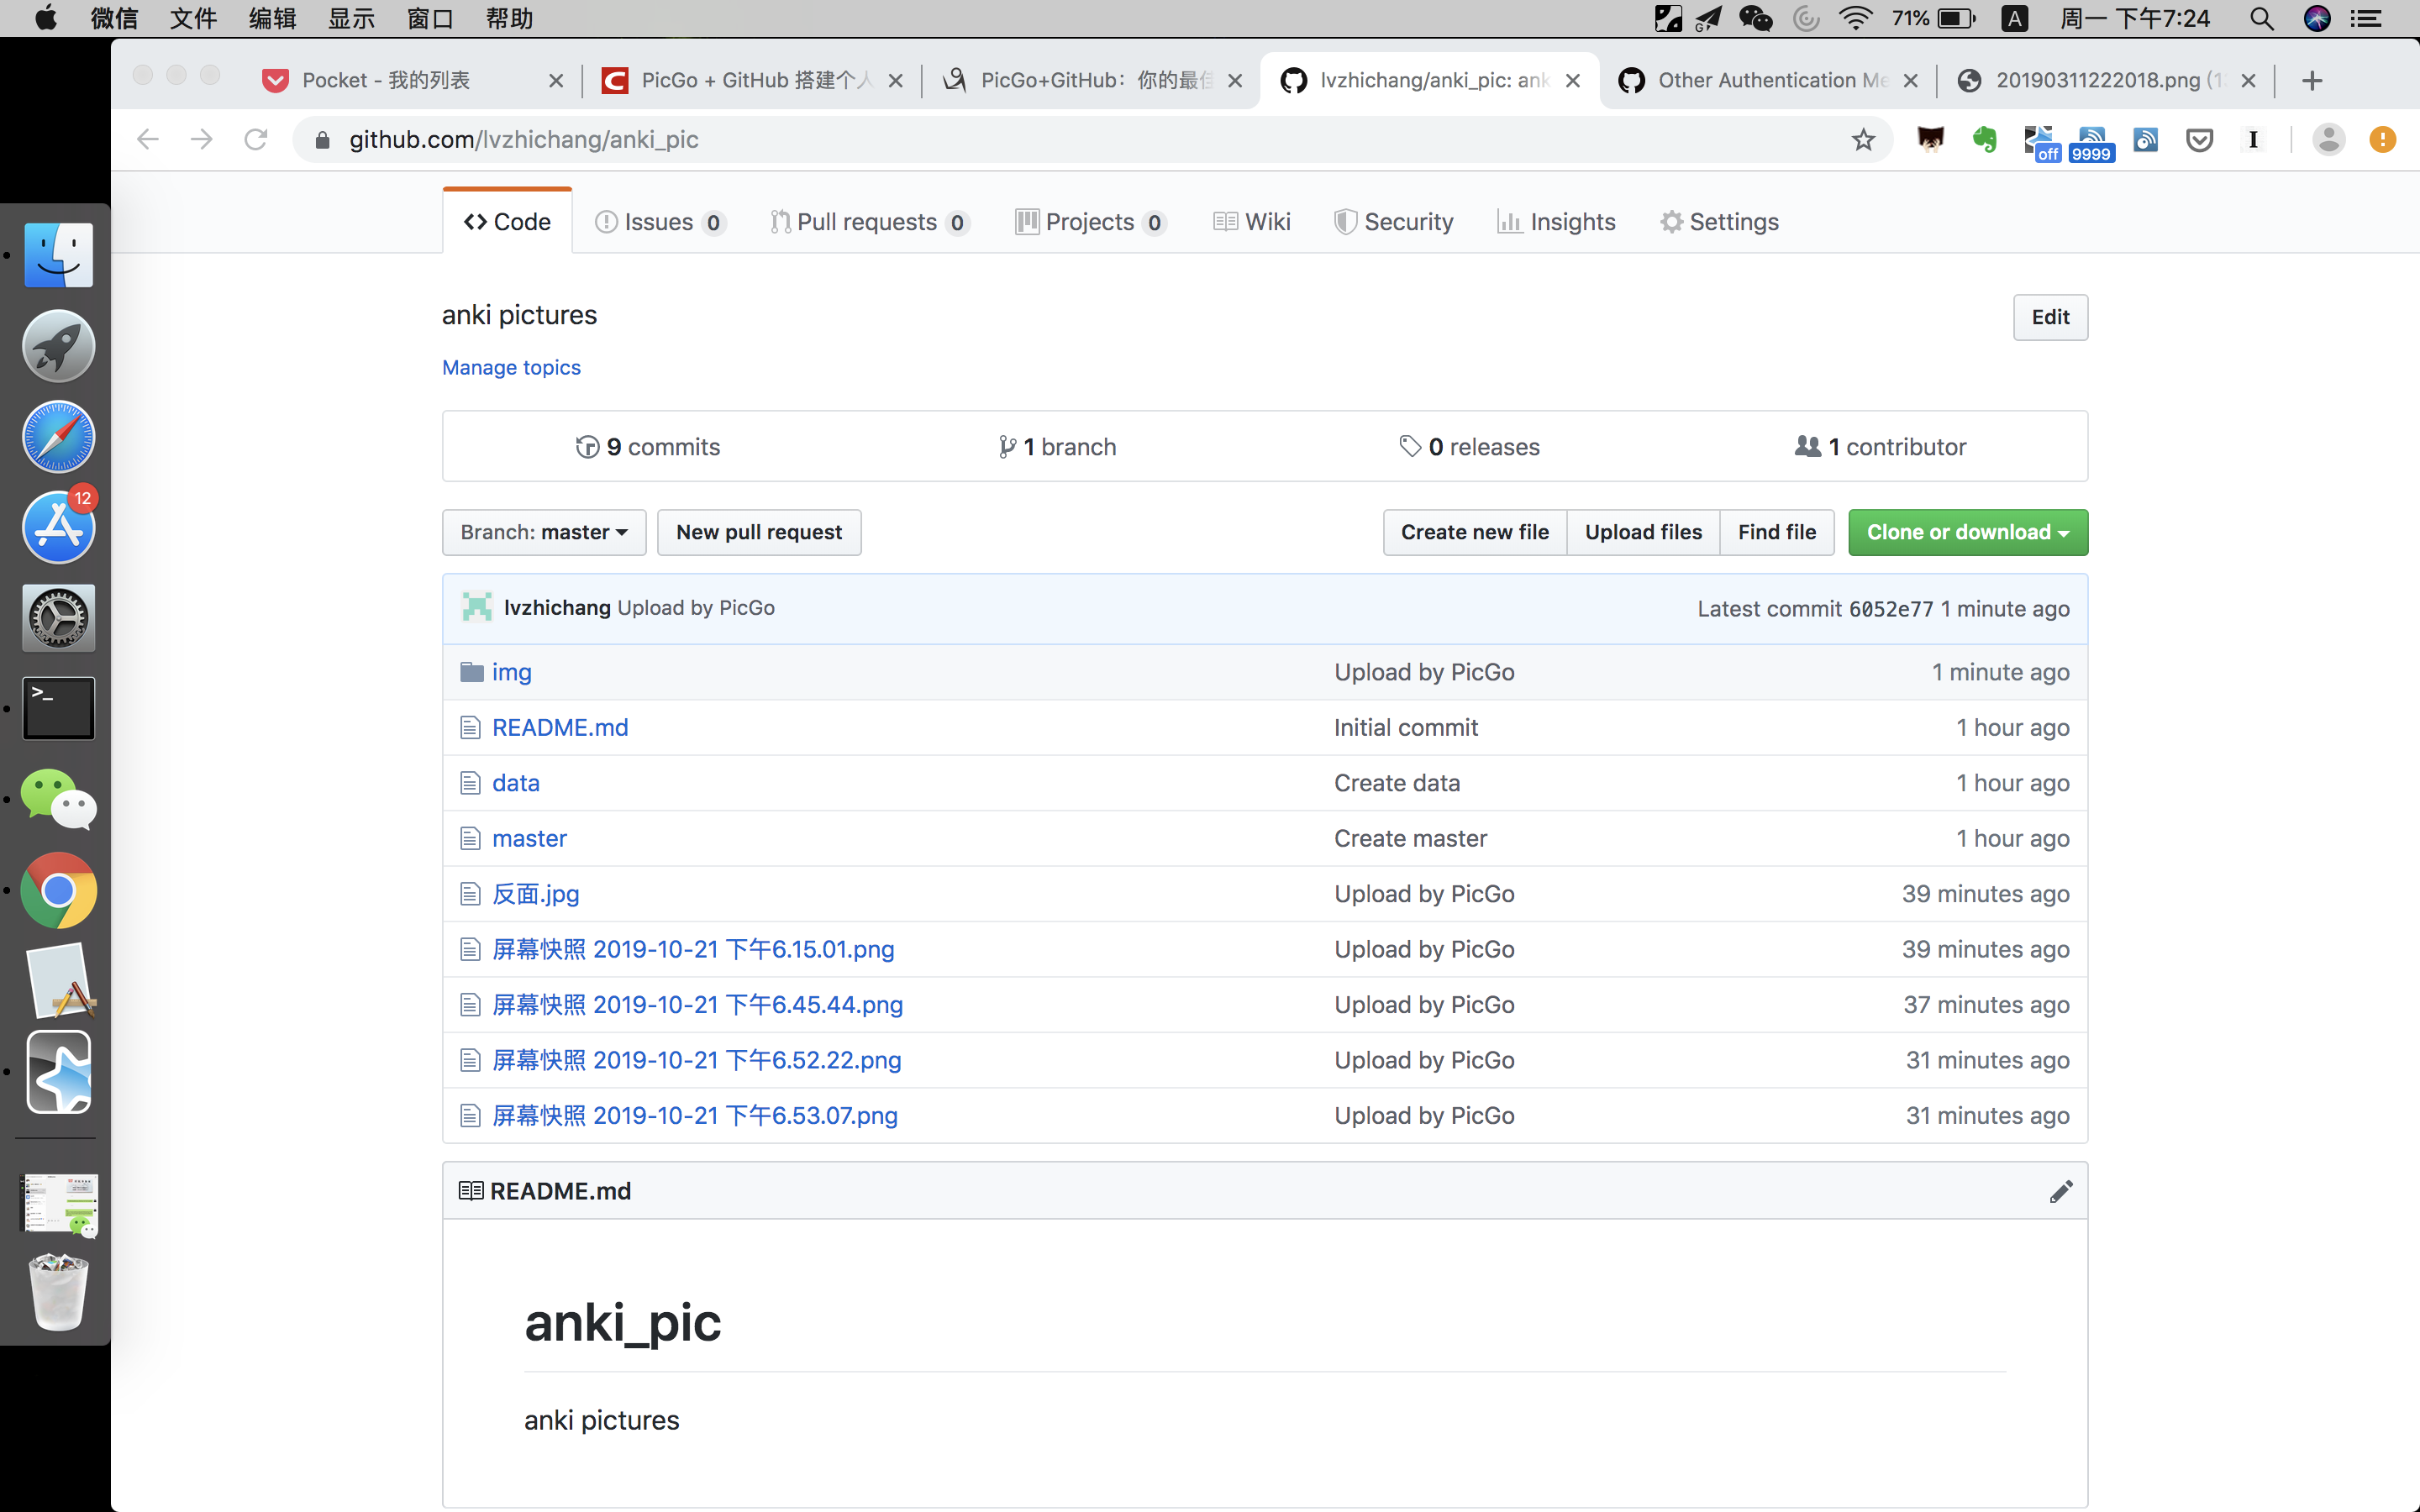 微信 文件 编辑 显示 窗口 帮助 71% A 周一 下午7:24
Pocket - 我的列表 PicGo + GitHub 搭建个人 PicGo+GitHub：你的最佳 lvzhichang/anki_pic: ank Other Authentication Me 20190311222018.png (1
github.com/lvzhichang/anki_pic off 9999
Code Issues 0 Pull requests 0 Projects 0 Wiki Security Insights Settings
anki pictures Edit
Manage topics
9 commits 1 branch 0 releases 1 contributor
12
Branch: master New pull request Create new file Upload files Find file Clone or download
lvzhichang Upload by PicGo Latest commit 6052e77 1 minute ago
img Upload by PicGo 1 minute ago
README.md Initial commit 1 hour ago
data Create data 1 hour ago
master Create master 1 hour ago
反面.jpg Upload by PicGo 39 minutes ago
屏幕快照 2019-10-21 下午6.15.01.png Upload by PicGo 39 minutes ago
屏幕快照 2019-10-21 下午6.45.44.png Upload by PicGo 37 minutes ago
屏幕快照 2019-10-21 下午6.52.22.png Upload by PicGo 31 minutes ago
屏幕快照 2019-10-21 下午6.53.07.png Upload by PicGo 31 minutes ago
README.md
anki_pic
anki pictures